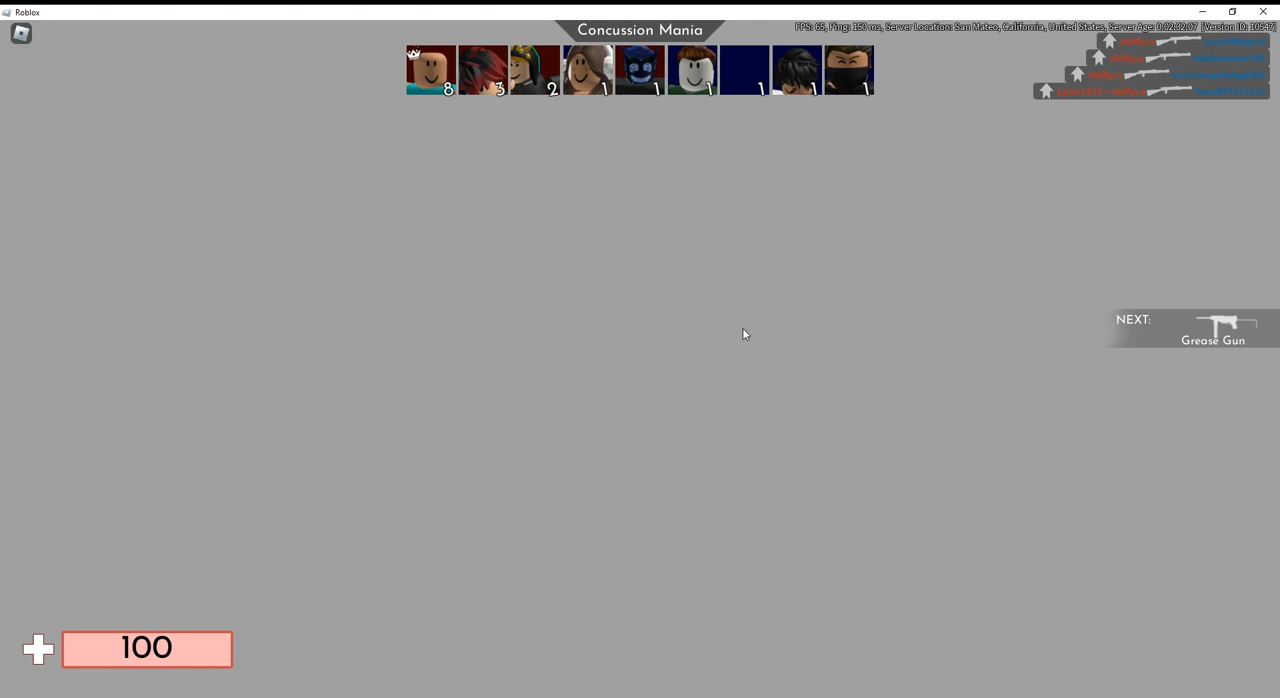 Roblox
Concussion Mania
FPS: 65, Ping: 150 ms, Server Location: San Mateo, California, United States, Server Age: 0:02:32:07 [Version ID: 10547]
8 3 2 1 1 1 1 1 1
NEXT:
Grease Gun
100